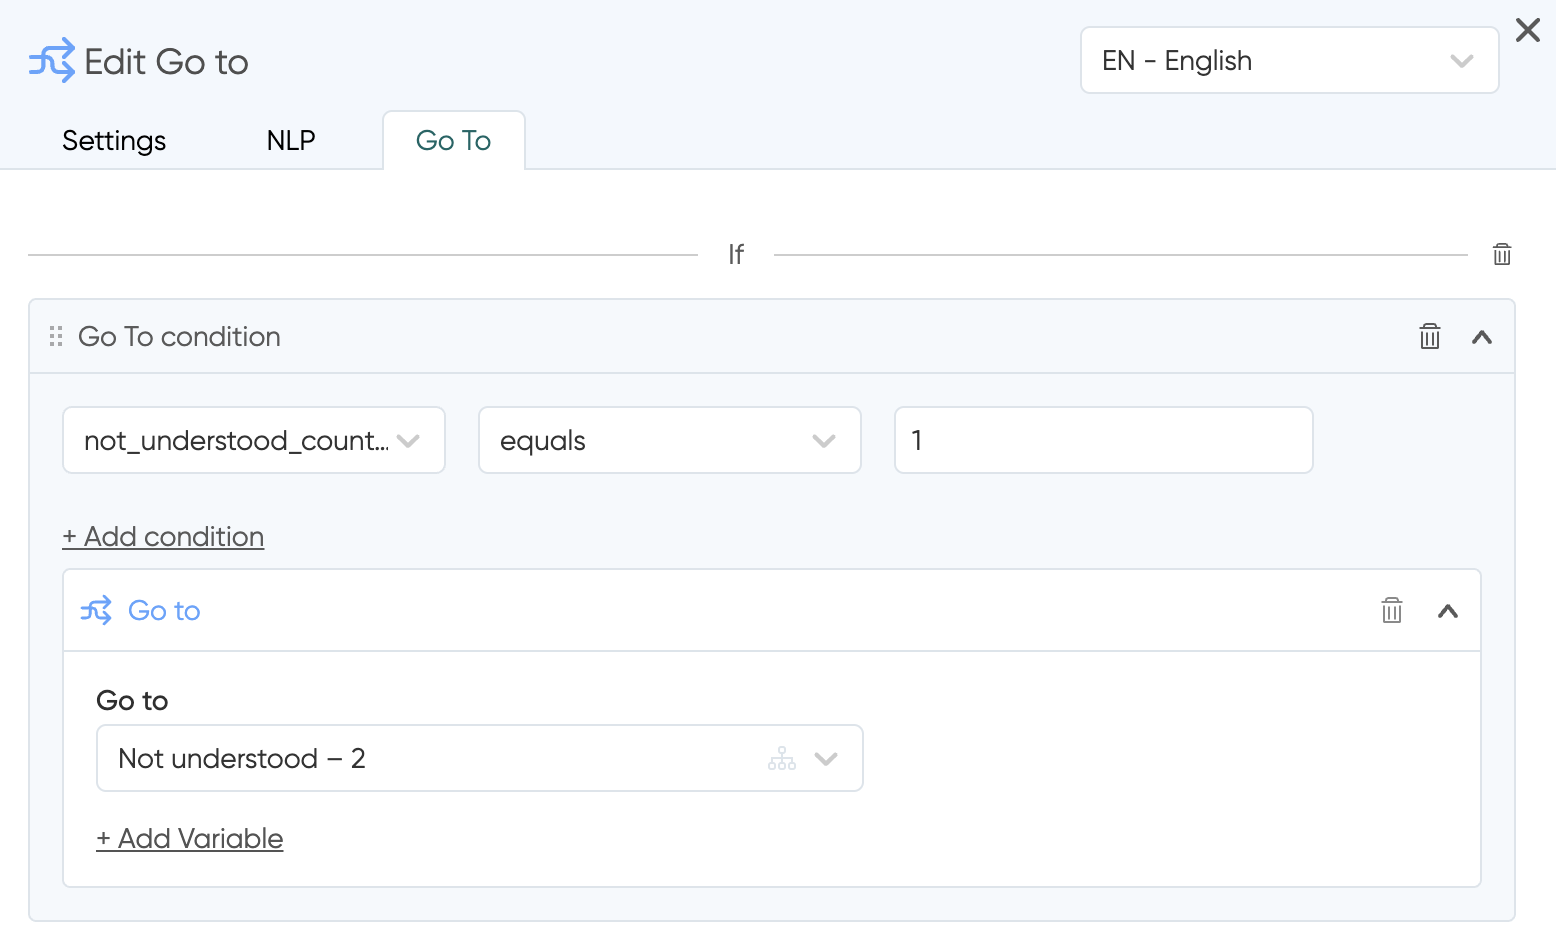 Edit Go to
EN - English
Settings
NLP
Go To
If
Go To condition
not_understood_count...
equals
1
+ Add condition
Go to
Go to
Not understood – 2
+ Add Variable